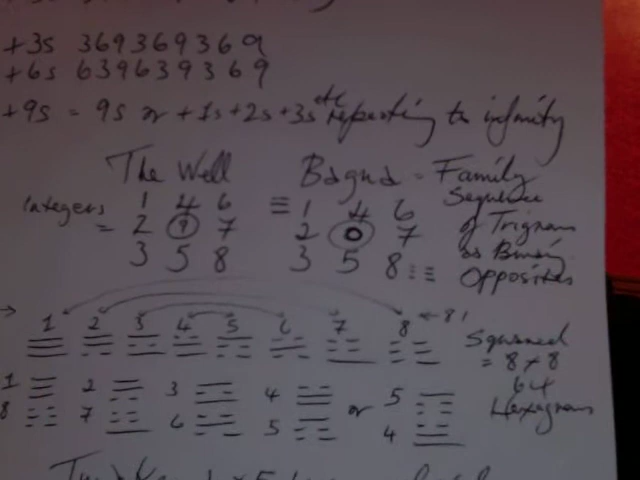 +3s 369369369
+6s 639639369
+9s = 9s or +1s+2s+3s etc repeating to infinity
The Well Bagua = Family
Integers 1 4 6 1 4 6 Sequence
= 2 9 7 2 0 7 of Trigrams
3 5 8 3 5 8 as Binary
Opposites
1 2 3 4 5 6 7 8 ← 8!
Squared
= 8 × 8
1 2 3 4 or 5 64
8 7 6 5 4 Hexagrams